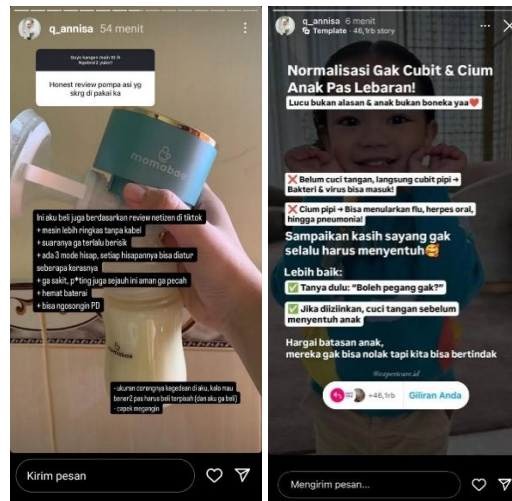 q_annisa 54 menit
Honest review pompa asi yg
skrg di pakai ka
momabae
Ini aku beli juga berdasarkan review netizen di tiktok
+ mesin lebih ringkas tanpa kabel
+ suaranya ga terlalu berisik
+ ada 3 mode hisap, setiap hisapannya bisa diatur
seberapa kerasnya
+ ga sakit, p*ting juga sejauh ini aman ga pecah
+ hemat baterai
+ bisa ngosongin PD
momabae
- ukuran corongnya kegedean di aku, kalo mau
bener2 pas harus beli terpisah (dan aku ga beli)
- capek megangin
Kirim pesan
q_annisa 6 menit
Template · 46,1rb story
Normalisasi Gak Cubit & Cium
Anak Pas Lebaran!
Lucu bukan alasan & anak bukan boneka yaa❤️
❌ Belum cuci tangan, langsung cubit pipi →
Bakteri & virus bisa masuk!
❌ Cium pipi → Bisa menularkan flu, herpes oral,
hingga pneumonia!
Sampaikan kasih sayang gak
selalu harus menyentuh🥰
Lebih baik:
✅ Tanya dulu: "Boleh pegang gak?"
✅ Jika diizinkan, cuci tangan sebelum
menyentuh anak
Hargai batasan anak,
mereka gak bisa nolak tapi kita bisa bertindak
+46,1rb Giliran Anda
Mengirim pesan...